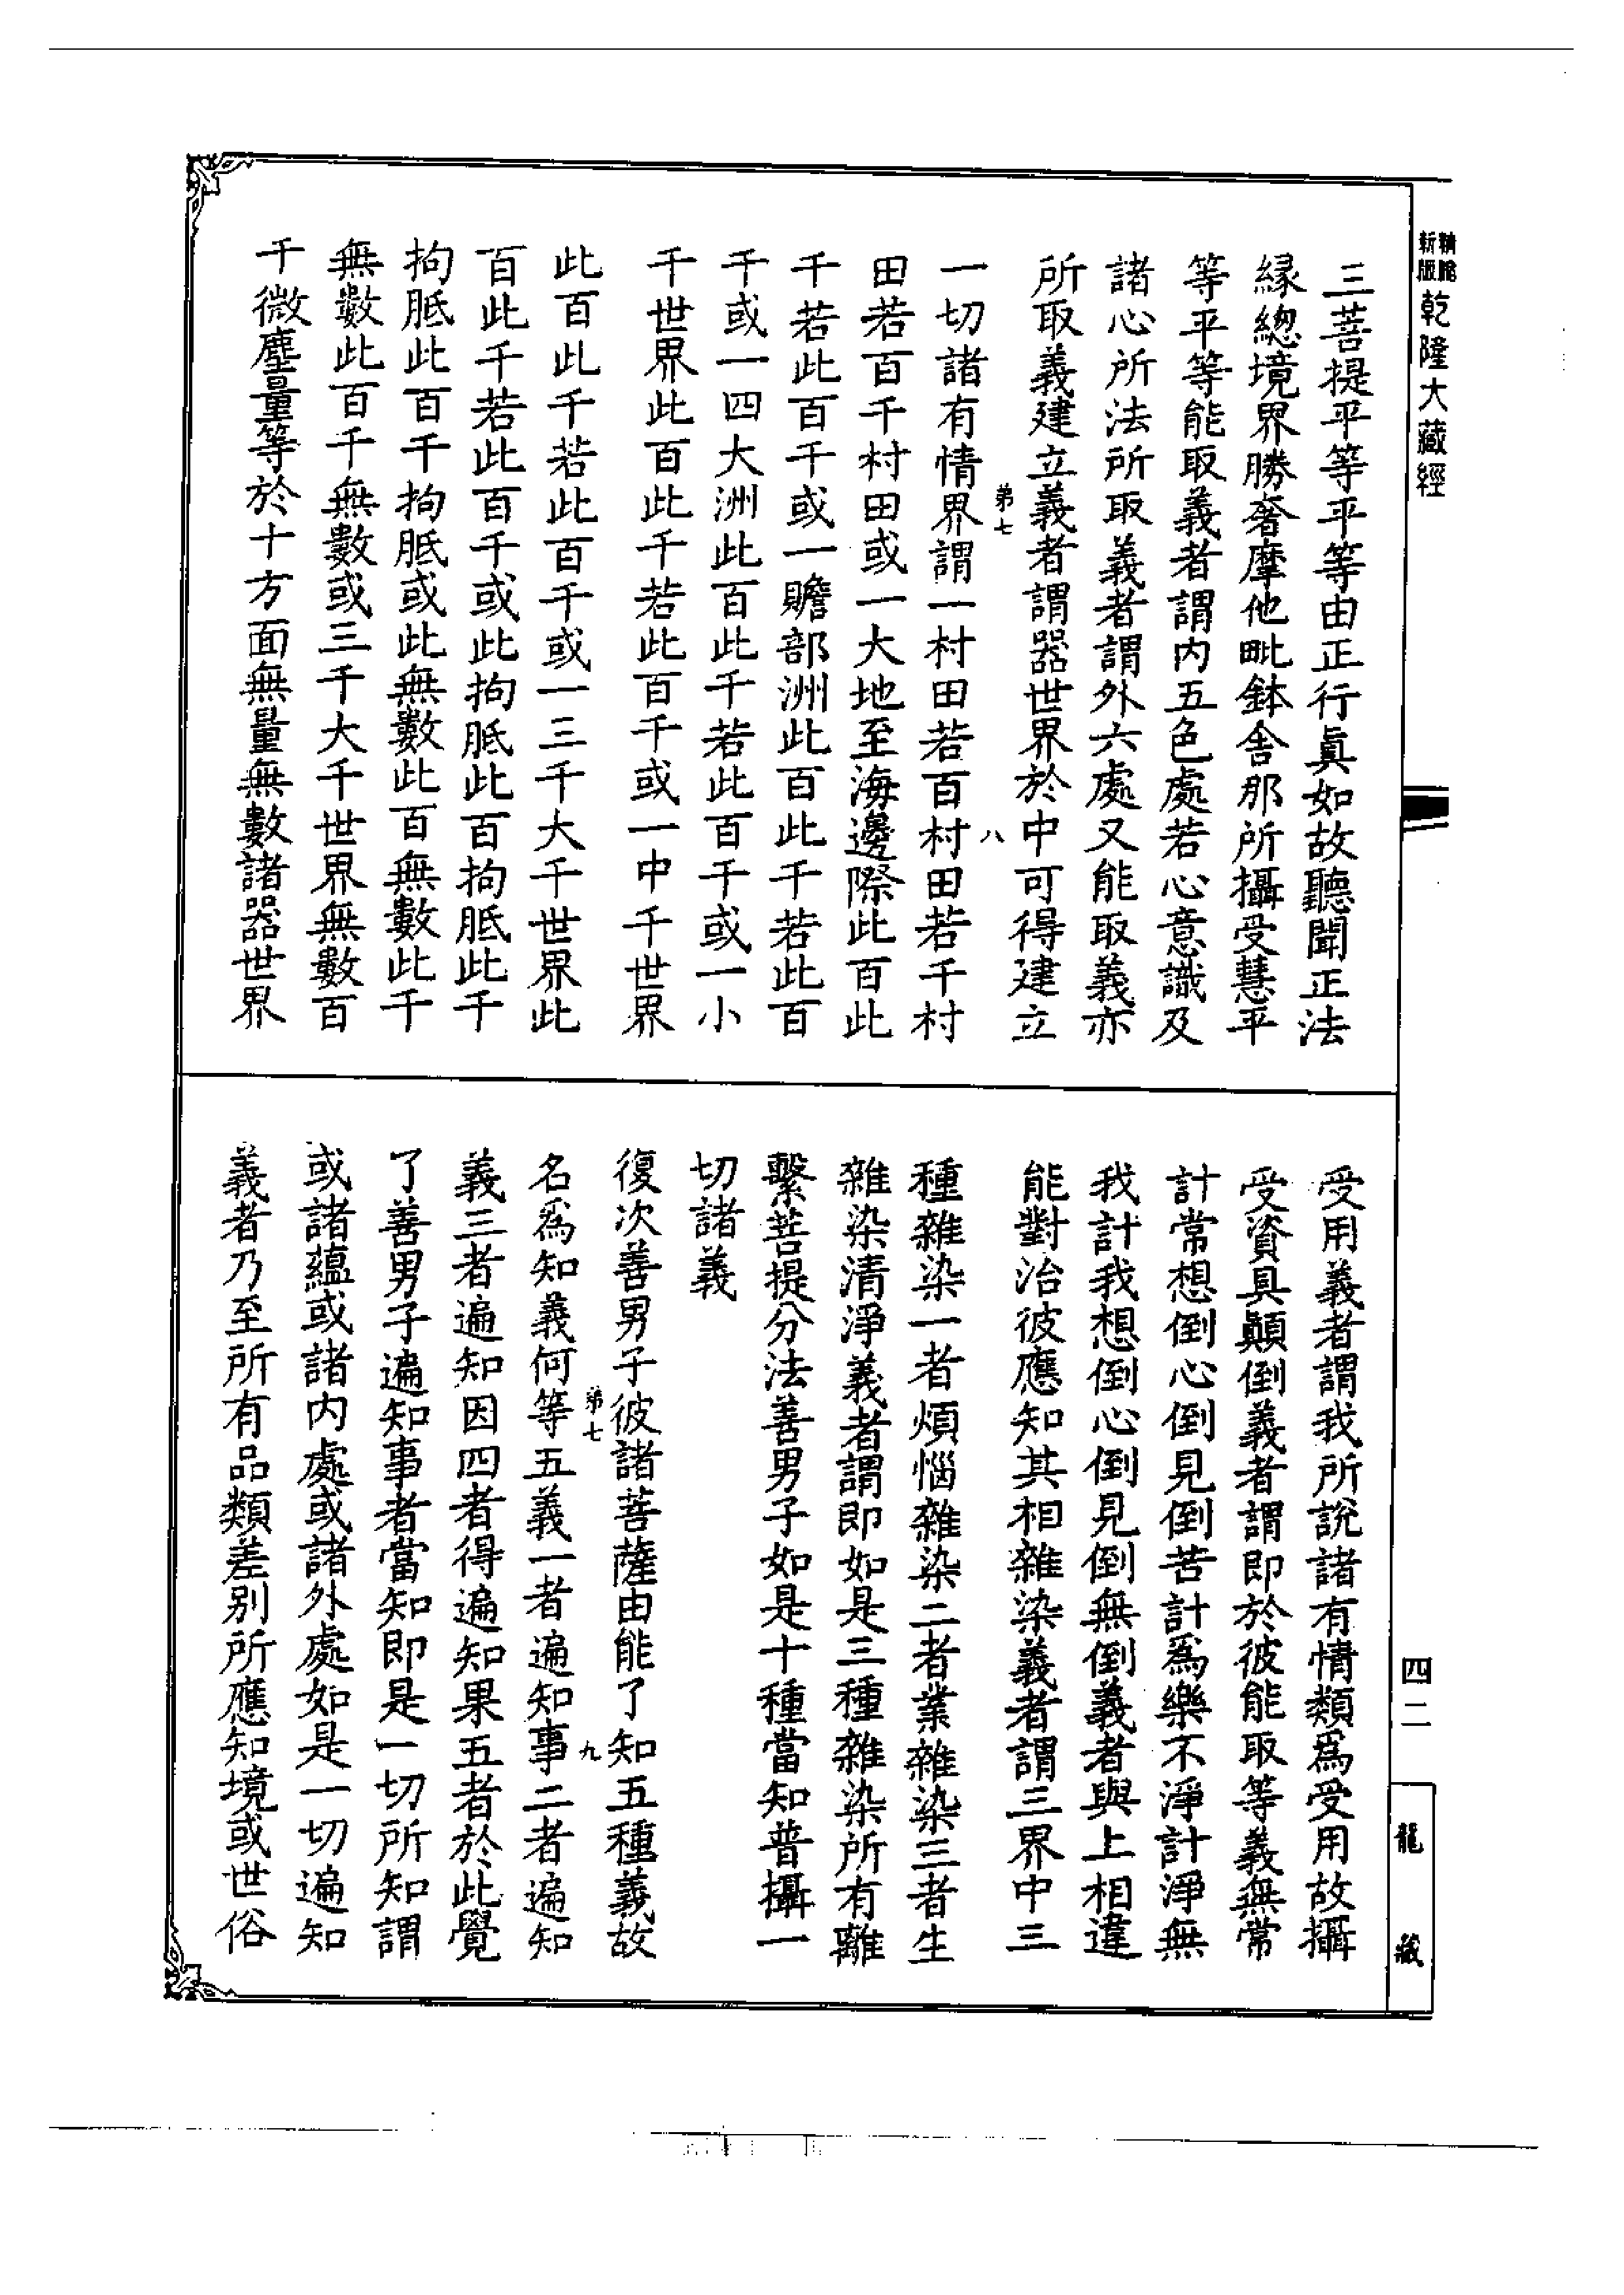 新版
精縮
乾隆大藏經
三菩提平等平等由正行眞如故聽聞正法
緣總境界勝奢摩他毗鉢舍那所攝受慧平
等平等能取義者謂內五色處若心意識及
諸心所法所取義者謂外六處又能取義亦
所取義建立義者謂器世界於中可得建立
第七
八
一切諸有情界謂一村田若百村田若千村
田若百千村田或一大地至海邊際此百此
千若此百千或一贍部洲此百此千若此百
千或一四大洲此百此千若此百千或一小
千世界此百此千若此百千或一中千世界
此百此千若此百千或一三千大千世界此
百此千若此百千或此拘胝此百拘胝此千
拘胝此百千拘胝或此無數此百無數此千
無數此百千無數或三千大千世界無數百
千微塵量等於十方面無量無數諸器世界
受用義者謂我所說諸有情類爲受用故攝
受資具顛倒義者謂即於彼能取等義無常
計常想倒心倒見倒苦計爲樂不淨計淨無
我計我想倒心倒見倒無倒義者與上相違
能對治彼應知其相雜染義者謂三界中三
種雜染一者煩惱雜染二者業雜染三者生
雜染清淨義者謂即如是三種雜染所有離
繫菩提分法善男子如是十種當知普攝一
切諸義
復次善男子彼諸菩薩由能了知五種義故
第七
九
名爲知義何等五義一者遍知事二者遍知
義三者遍知因四者得遍知果五者於此覺
了善男子遍知事者當知即是一切所知謂
或諸蘊或諸內處或諸外處如是一切遍知
義者乃至所有品類差別所應知境或世俗
四二
龍藏